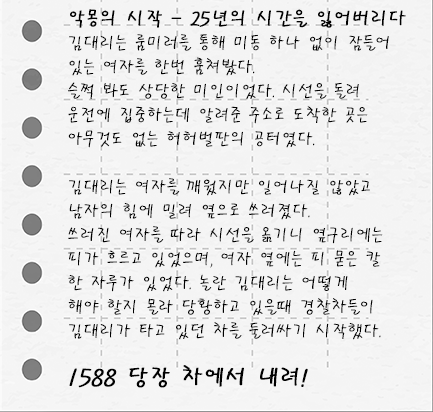 악몽의 시작 - 25년의 시간을 잃어버리다
김대리는 룸미러를 통해 미동 하나 없이 잠들어
있는 여자를 한번 훔쳐봤다.
슬쩍 봐도 상당한 미인이었다. 시선을 돌려
운전에 집중하는데 알려준 주소로 도착한 곳은
아무것도 없는 허허벌판의 공터였다.
김대리는 여자를 깨웠지만 일어나질 않았고
남자의 힘에 밀려 옆으로 쓰러졌다.
쓰러진 여자를 따라 시선을 옮기니 옆구리에는
피가 흐르고 있었으며, 여자 옆에는 피 묻은 칼
한 자루가 있었다. 놀란 김대리는 어떻게
해야 할지 몰라 당황하고 있을때 경찰차들이
김대리가 타고 있던 차를 둘러싸기 시작했다.
1588 당장 차에서 내려!